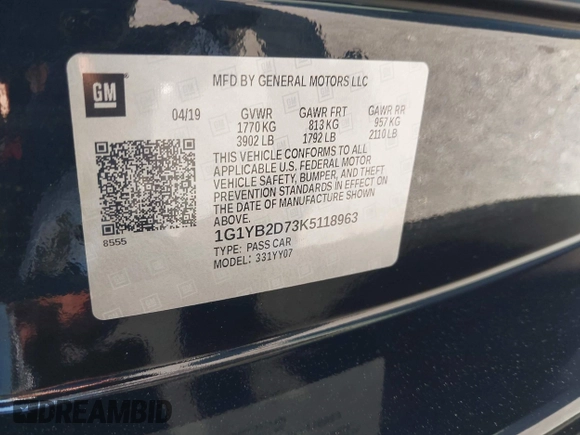 GM
MFD BY GENERAL MOTORS LLC
04/19 GVWR GAWR FRT GAWR RR
1770 KG 813 KG 957 KG
3902 LB 1792 LB 2110 LB
THIS VEHICLE CONFORMS TO ALL
APPLICABLE U.S. FEDERAL MOTOR
VEHICLE SAFETY, BUMPER, AND THEFT
PREVENTION STANDARDS IN EFFECT ON
THE DATE OF MANUFACTURE SHOWN
ABOVE.
8555
1G1YB2D73K5118963
TYPE: PASS CAR
MODEL: 331YY07
DREAMBID